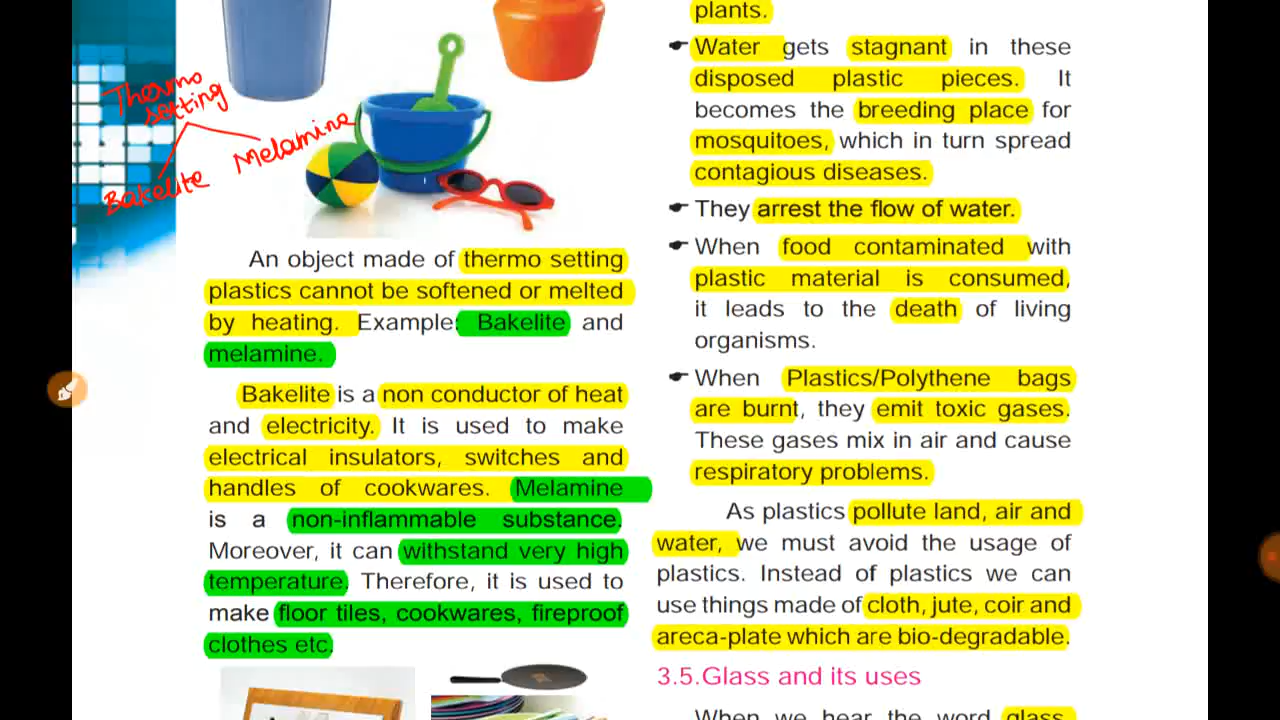 Thermo
setting
Bakelite
Melamine
An object made of thermo setting
plastics cannot be softened or melted
by heating. Example: Bakelite and
melamine.
Bakelite is a non conductor of heat
and electricity. It is used to make
electrical insulators, switches and
handles of cookwares. Melamine
is a non-inflammable substance.
Moreover, it can withstand very high
temperature. Therefore, it is used to
make floor tiles, cookwares, fireproof
clothes etc.
plants.
Water gets stagnant in these
disposed plastic pieces. It
becomes the breeding place for
mosquitoes, which in turn spread
contagious diseases.
They arrest the flow of water.
When food contaminated with
plastic material is consumed,
it leads to the death of living
organisms.
When Plastics/Polythene bags
are burnt, they emit toxic gases.
These gases mix in air and cause
respiratory problems.
As plastics pollute land, air and
water, we must avoid the usage of
plastics. Instead of plastics we can
use things made of cloth, jute, coir and
areca-plate which are bio-degradable.
3.5.Glass and its uses
When we hear the word glass,